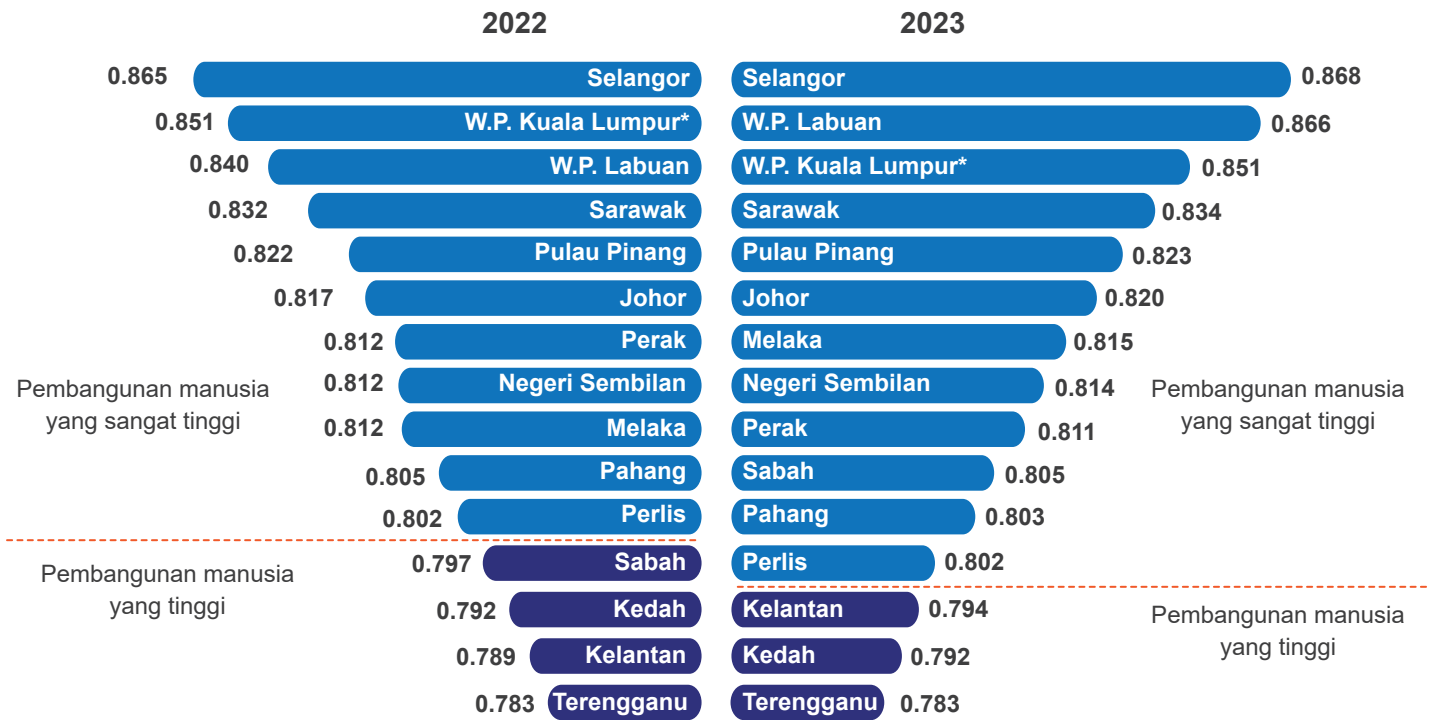 2022
0.865 Selangor
0.851 W.P. Kuala Lumpur*
0.840 W.P. Labuan
0.832 Sarawak
0.822 Pulau Pinang
0.817 Johor
0.812 Perak
0.812 Negeri Sembilan
0.812 Melaka
0.805 Pahang
0.802 Perlis
Pembangunan manusia
yang sangat tinggi
0.797 Sabah
0.792 Kedah
0.789 Kelantan
0.783 Terengganu
Pembangunan manusia
yang tinggi
2023
Selangor 0.868
W.P. Labuan 0.866
W.P. Kuala Lumpur* 0.851
Sarawak 0.834
Pulau Pinang 0.823
Johor 0.820
Melaka 0.815
Negeri Sembilan 0.814
Perak 0.811
Sabah 0.805
Pahang 0.803
Perlis 0.802
Pembangunan manusia
yang sangat tinggi
Kelantan 0.794
Kedah 0.792
Terengganu 0.783
Pembangunan manusia
yang tinggi